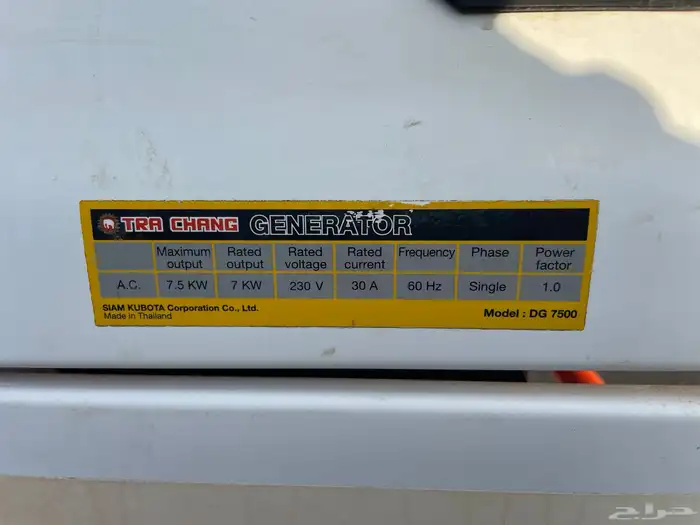 TRA CHANG GENERATOR
Maximum output Rated output Rated voltage Rated current Frequency Phase Power factor
A.C. 7.5 KW 7 KW 230 V 30 A 60 Hz Single 1.0
SIAM KUBOTA Corporation Co., Ltd.
Made in Thailand
Model : DG 7500
حراج